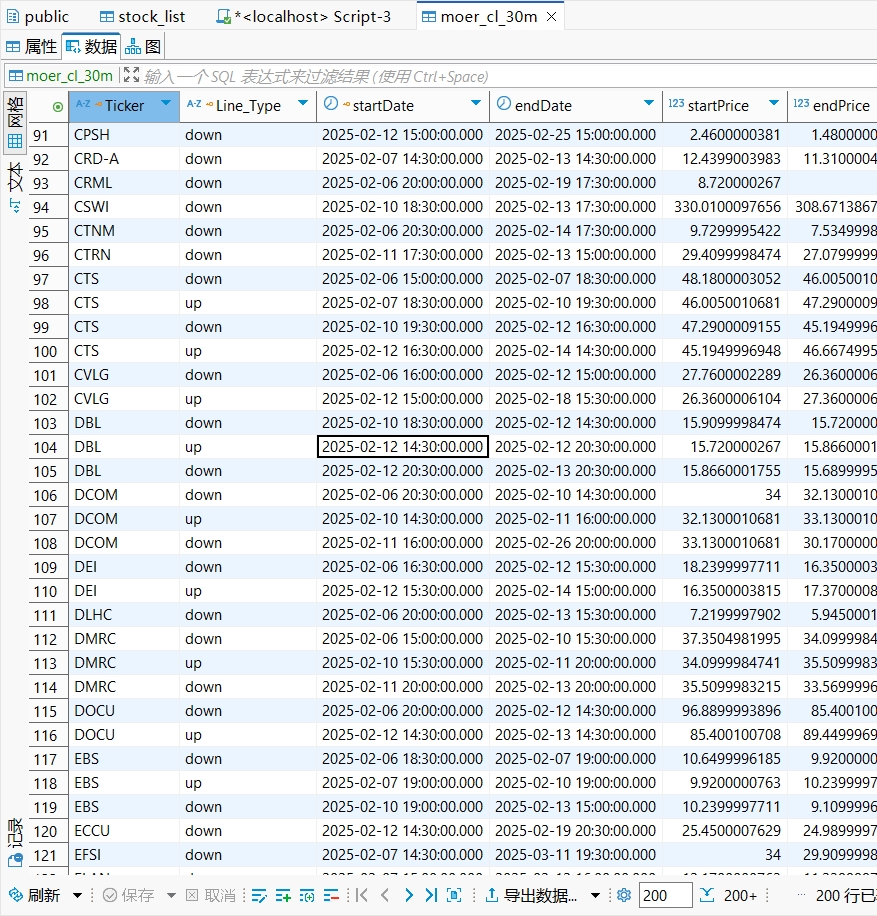 public stock_list *<localhost> Script-3 moer_cl_30m
属性 数据 图
moer_cl_30m 输入一个 SQL 表达式来过滤结果 (使用 Ctrl+Space)
网格
文本
记录
A-Z Ticker A-Z Line_Type startDate endDate 123 startPrice 123 endPrice
91 CPSH down 2025-02-12 15:00:00.000 2025-02-25 15:00:00.000 2.4600000381 1.4800000
92 CRD-A down 2025-02-07 14:30:00.000 2025-02-13 14:30:00.000 12.4399003983 11.3100004
93 CRML down 2025-02-06 20:00:00.000 2025-02-19 17:30:00.000 8.720000267
94 CSWI down 2025-02-10 18:30:00.000 2025-02-13 17:30:00.000 330.0100097656 308.6713867
95 CTNM down 2025-02-06 20:30:00.000 2025-02-14 17:30:00.000 9.7299995422 7.5349998
96 CTRN down 2025-02-11 17:30:00.000 2025-02-13 15:00:00.000 29.4099998474 27.0799999
97 CTS down 2025-02-06 15:00:00.000 2025-02-07 18:30:00.000 48.1800003052 46.0050010
98 CTS up 2025-02-07 18:30:00.000 2025-02-10 19:30:00.000 46.0050010681 47.2900009
99 CTS down 2025-02-10 19:30:00.000 2025-02-12 16:30:00.000 47.2900009155 45.1949996
100 CTS up 2025-02-12 16:30:00.000 2025-02-14 14:30:00.000 45.1949996948 46.6674995
101 CVLG down 2025-02-06 16:00:00.000 2025-02-12 15:00:00.000 27.7600002289 26.3600006
102 CVLG up 2025-02-12 15:00:00.000 2025-02-18 15:30:00.000 26.3600006104 27.3600006
103 DBL down 2025-02-10 18:30:00.000 2025-02-12 14:30:00.000 15.9099998474 15.720000
104 DBL up 2025-02-12 14:30:00.000 2025-02-12 20:30:00.000 15.720000267 15.8660001
105 DBL down 2025-02-12 20:30:00.000 2025-02-13 20:30:00.000 15.8660001755 15.6899995
106 DCOM down 2025-02-06 20:30:00.000 2025-02-10 14:30:00.000 34 32.1300010
107 DCOM up 2025-02-10 14:30:00.000 2025-02-11 16:00:00.000 32.1300010681 33.1300010
108 DCOM down 2025-02-11 16:00:00.000 2025-02-26 20:00:00.000 33.1300010681 30.1700000
109 DEI down 2025-02-06 16:30:00.000 2025-02-12 15:30:00.000 18.2399997711 16.3500003
110 DEI up 2025-02-12 15:30:00.000 2025-02-14 15:00:00.000 16.3500003815 17.3700008
111 DLHC down 2025-02-06 20:00:00.000 2025-02-13 15:30:00.000 7.2199997902 5.9450001
112 DMRC down 2025-02-06 15:00:00.000 2025-02-10 15:30:00.000 37.3504981995 34.0999984
113 DMRC up 2025-02-10 15:30:00.000 2025-02-11 20:00:00.000 34.0999984741 35.5099983
114 DMRC down 2025-02-11 20:00:00.000 2025-02-13 20:00:00.000 35.5099983215 33.5699996
115 DOCU down 2025-02-06 20:00:00.000 2025-02-12 14:30:00.000 96.8899993896 85.400100
116 DOCU up 2025-02-12 14:30:00.000 2025-02-13 14:30:00.000 85.400100708 89.4499969
117 EBS down 2025-02-06 18:30:00.000 2025-02-07 19:00:00.000 10.6499996185 9.9200000
118 EBS up 2025-02-07 19:00:00.000 2025-02-10 19:00:00.000 9.9200000763 10.2399997
119 EBS down 2025-02-10 19:00:00.000 2025-02-13 15:00:00.000 10.2399997711 9.1099996
120 ECCU down 2025-02-12 14:30:00.000 2025-02-19 20:30:00.000 25.4500007629 24.9899997
121 EFSI down 2025-02-07 14:30:00.000 2025-03-11 19:30:00.000 34 29.9099998
刷新 保存 取消 导出数据... 200 200+ ... 200 行已